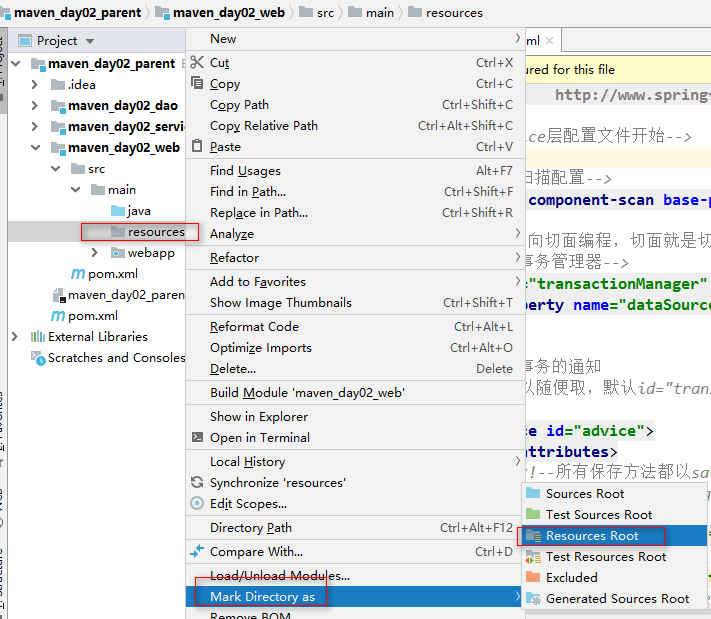 maven_day02_parent
maven_day02_web
src
main
resources
Project
maven_day02_parent
.idea
maven_day02_dao
maven_day02_servi
maven_day02_web
src
main
java
resources
webapp
pom.xml
maven_day02_paren
pom.xml
External Libraries
Scratches and Consoles
New
Cut Ctrl+X
Copy Ctrl+C
Copy Path Ctrl+Shift+C
Copy Relative Path Ctrl+Alt+Shift+C
Paste Ctrl+V
Find Usages Alt+F7
Find in Path... Ctrl+Shift+F
Replace in Path... Ctrl+Shift+R
Analyze
Refactor
Add to Favorites
Show Image Thumbnails Ctrl+Shift+T
Reformat Code Ctrl+Alt+L
Optimize Imports Ctrl+Alt+O
Delete... Delete
Build Module 'maven_day02_web'
Show in Explorer
Open in Terminal
Local History
Synchronize 'resources'
Edit Scopes...
Directory Path Ctrl+Alt+F12
Compare With... Ctrl+D
Load/Unload Modules...
Mark Directory as
Remove BOM
Sources Root
Test Sources Root
Resources Root
Test Resources Root
Excluded
Generated Sources Root
ml
ured for this file
http://www.spring
ce层配置文件开始-->
描配置-->
component-scan base-p
向切面编程，切面就是切
事务管理器-->
="transactionManager"
perty name="dataSourc
事务的通知
以随便取，默认id="tran
e id="advice">
ttributes>
!--所有保存方法都以sa